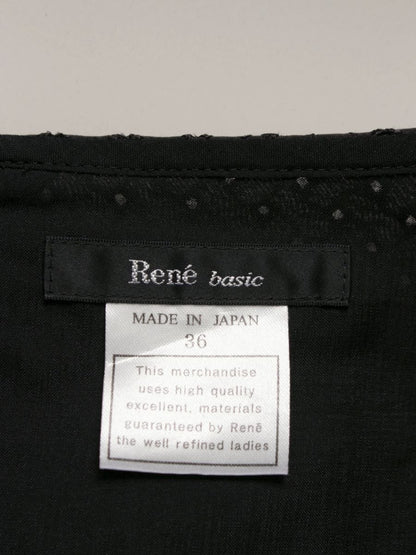 René basic
MADE IN JAPAN
36
This merchandise
uses high quality
excellent, materials
guaranteed by René
the well refined ladies